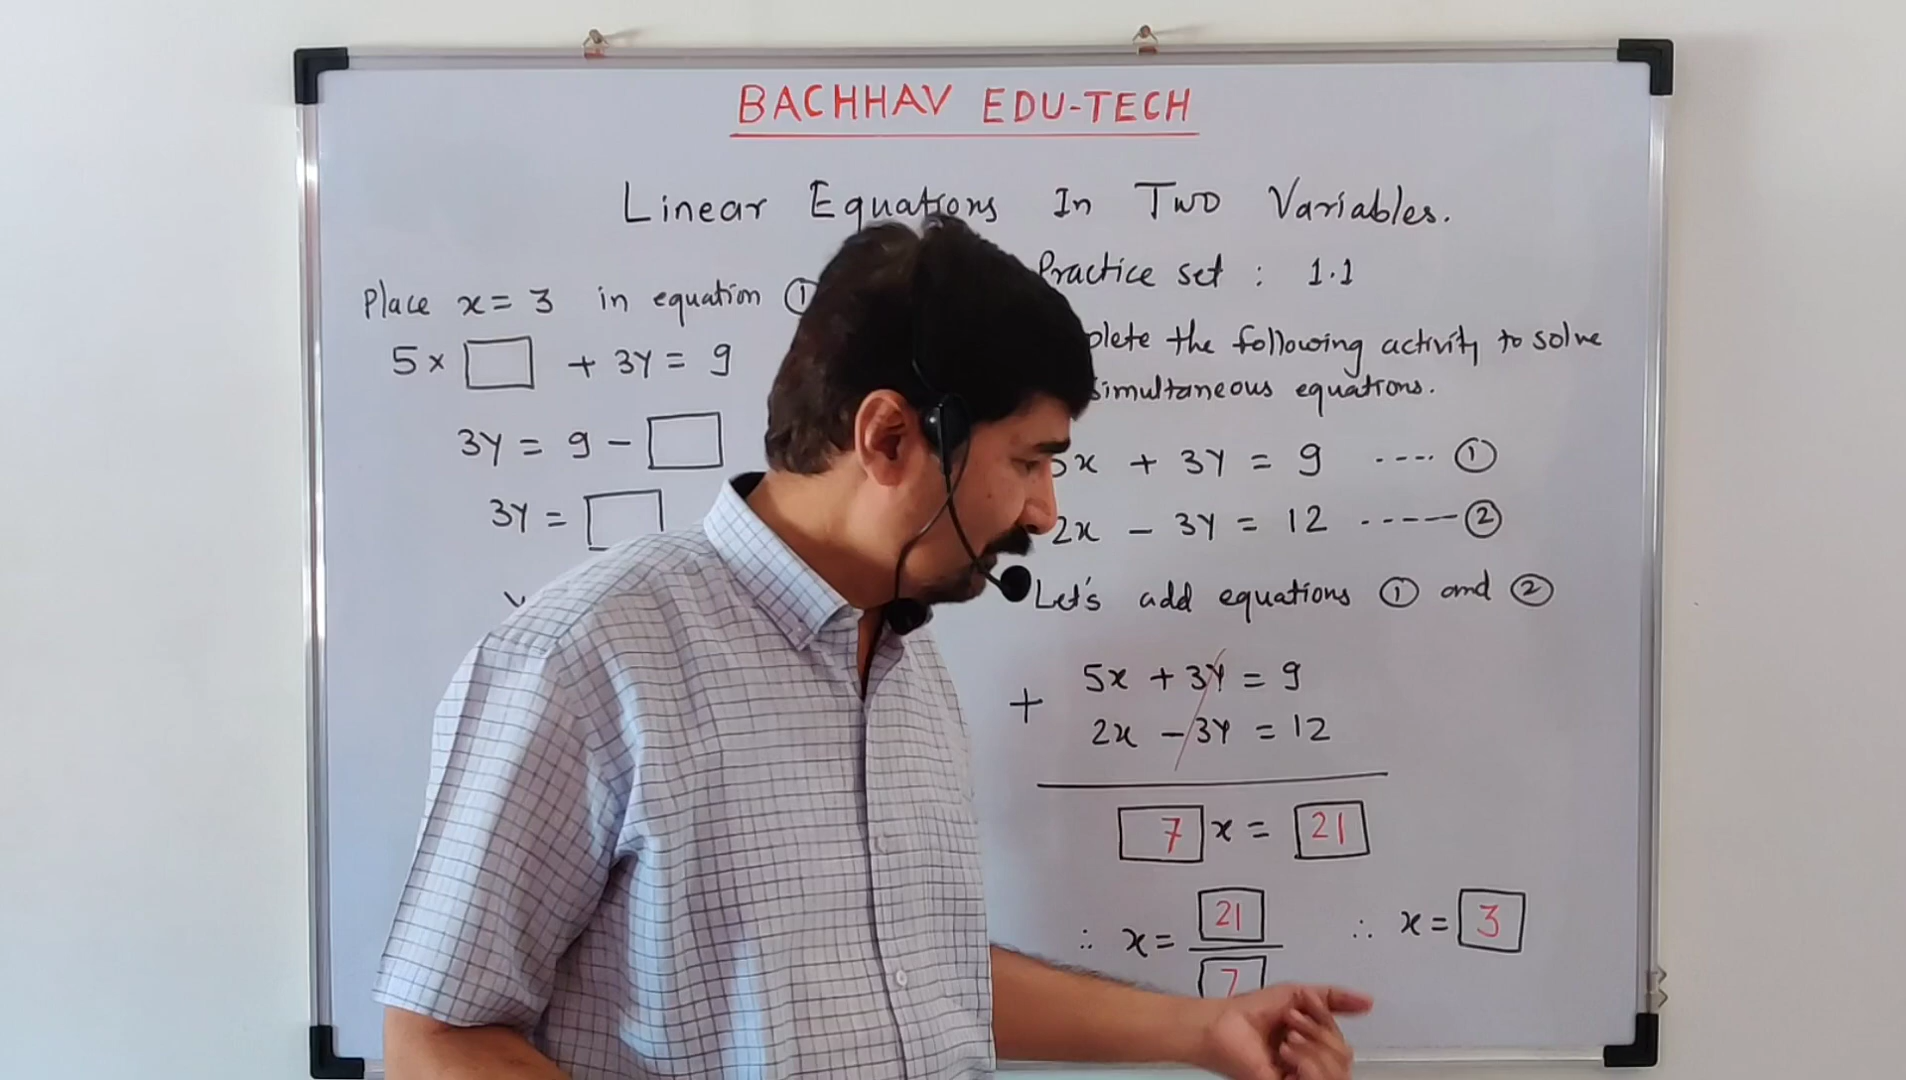 BACHHAV EDU-TECH
Linear Equations In Two Variables.
Place x = 3 in equation ①
5 × + 3y = 9
3y = 9 -
3y =
Practice set : 1.1
the following activity to solve
simultaneous equations.
5x + 3y = 9 ---- ①
2x - 3y = 12 ----- ②
Let's add equations ① and ②
5x + 3y = 9
+
2x - 3y = 12
7 x = 21
∴ x = 21 / 7 ∴ x = 3